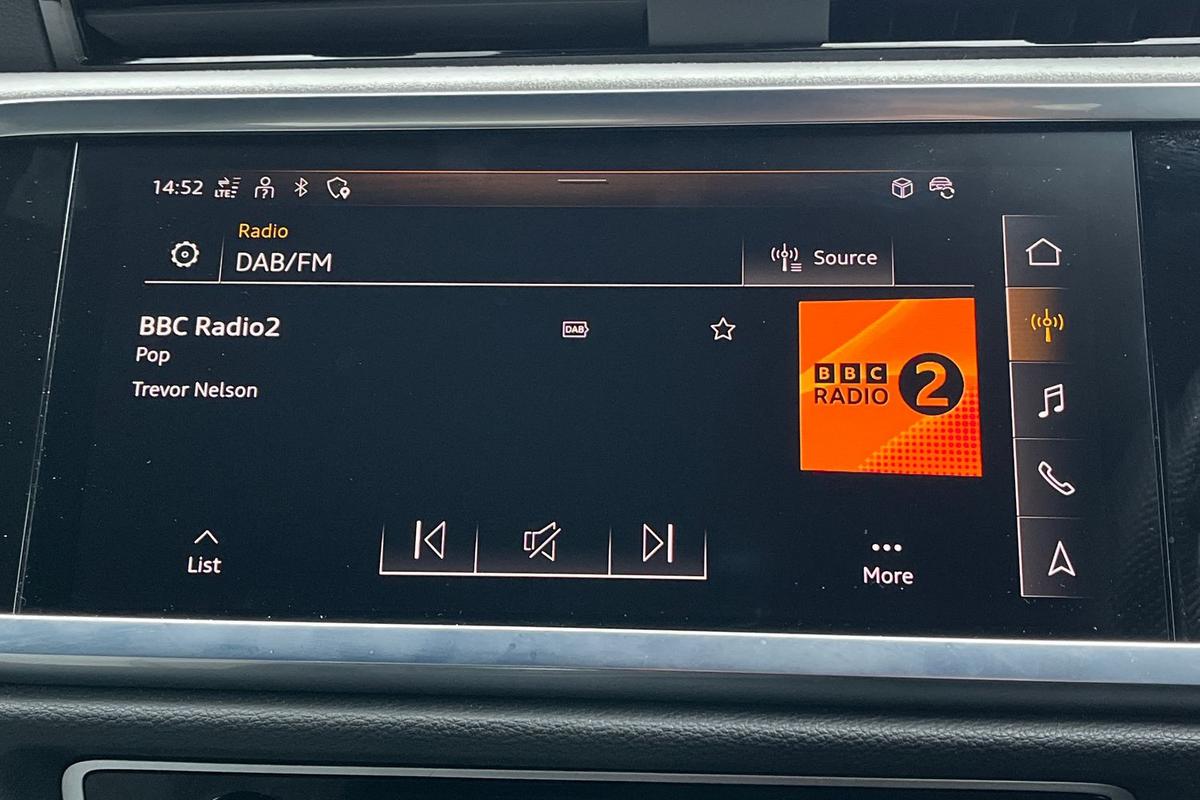 14:52 LTE
Radio
DAB/FM
Source
BBC Radio2
DAB
Pop
Trevor Nelson
BBC
RADIO 2
List
More